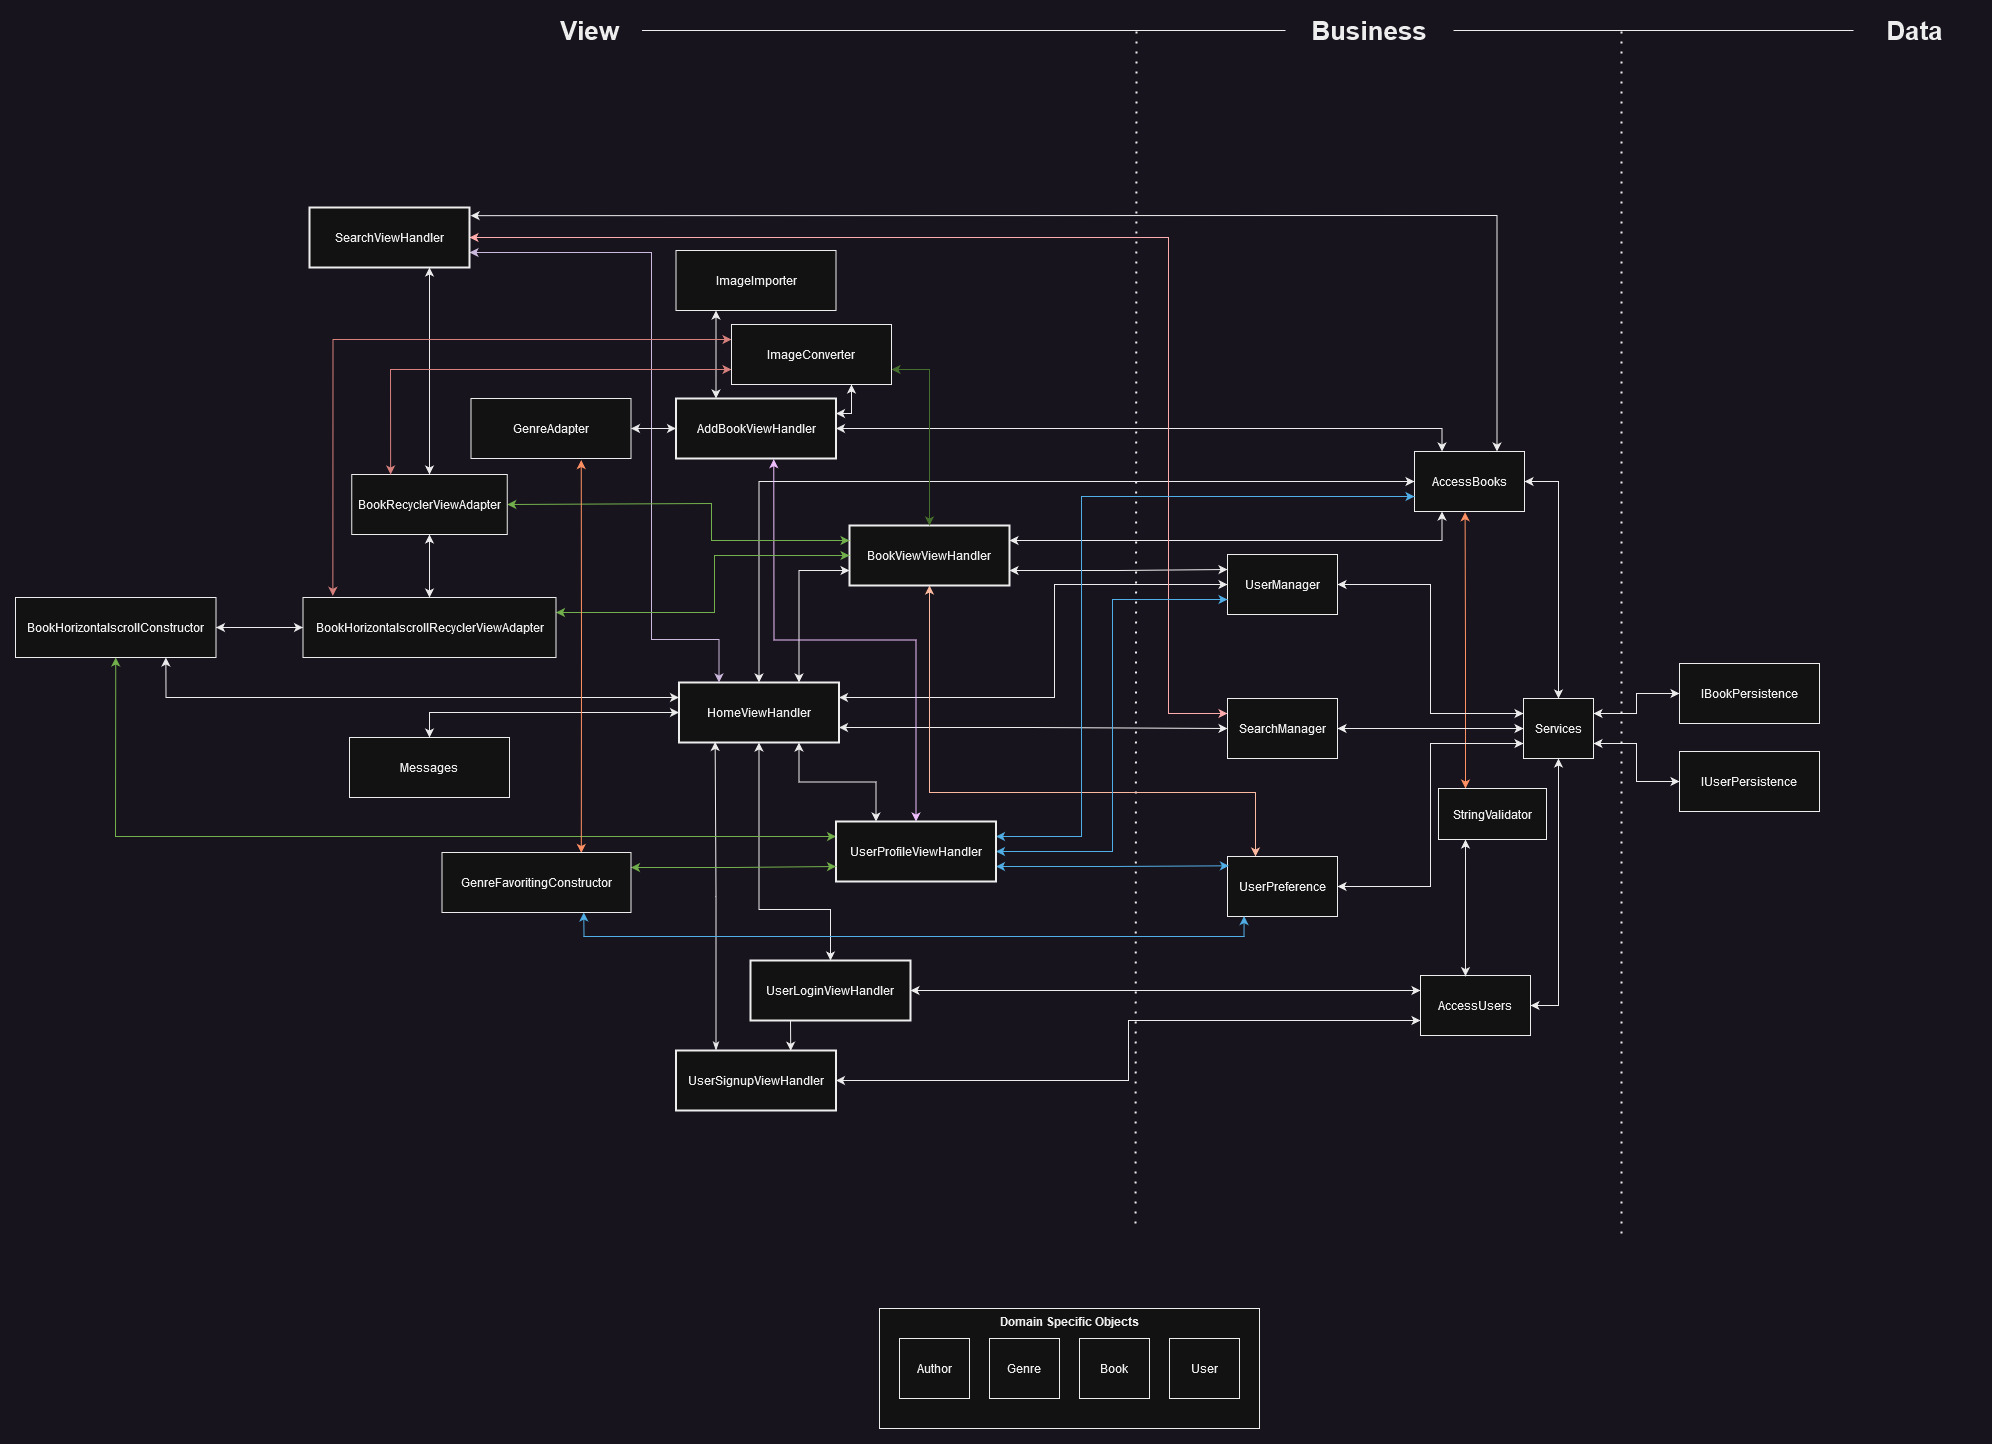 View
Business
Data
SearchViewHandler
ImageImporter
ImageConverter
GenreAdapter
AddBookViewHandler
AccessBooks
BookRecyclerViewAdapter
BookViewViewHandler
UserManager
BookHorizontalscrollConstructor
BookHorizontalscrollRecyclerViewAdapter
IBookPersistence
HomeViewHandler
SearchManager
Services
Messages
IUserPersistence
StringValidator
UserProfileViewHandler
GenreFavoritingConstructor
UserPreference
UserLoginViewHandler
AccessUsers
UserSignupViewHandler
Domain Specific Objects
Author
Genre
Book
User